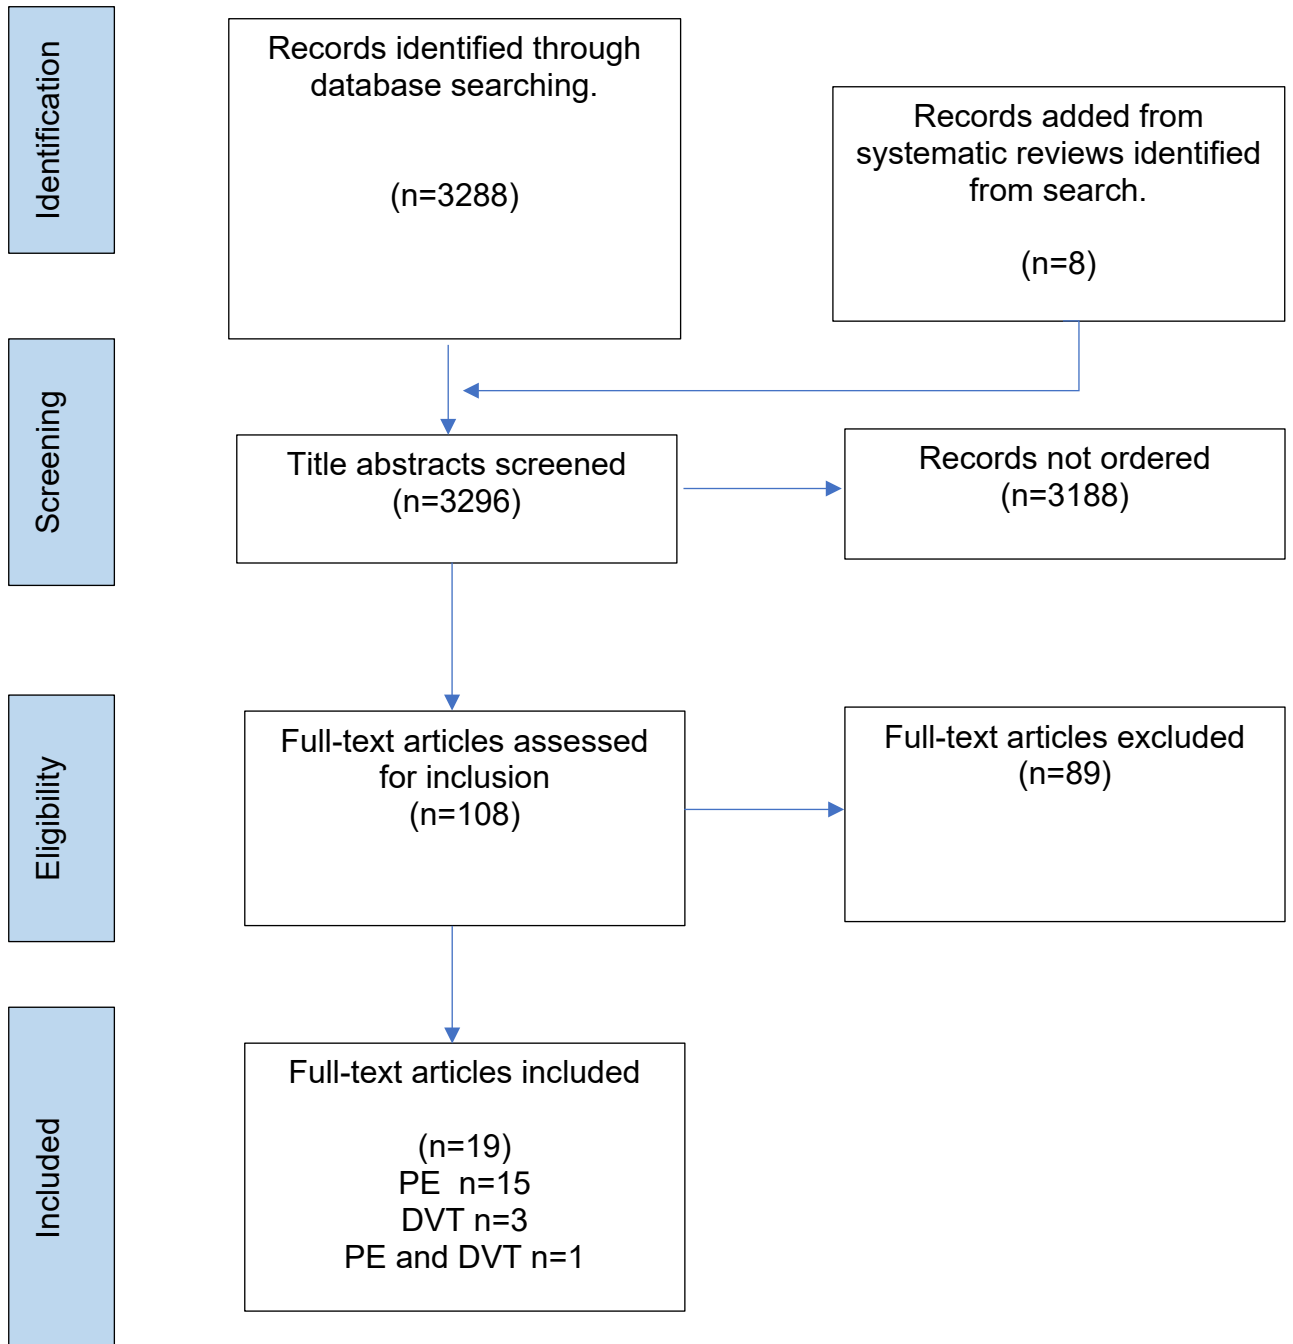 Identification
Records identified through
database searching.
(n=3288)
Records added from
systematic reviews identified
from search.
(n=8)
Screening
Title abstracts screened
(n=3296)
Records not ordered
(n=3188)
Eligibility
Full-text articles assessed
for inclusion
(n=108)
Full-text articles excluded
(n=89)
Included
Full-text articles included
(n=19)
PE  n=15
DVT n=3
PE and DVT n=1